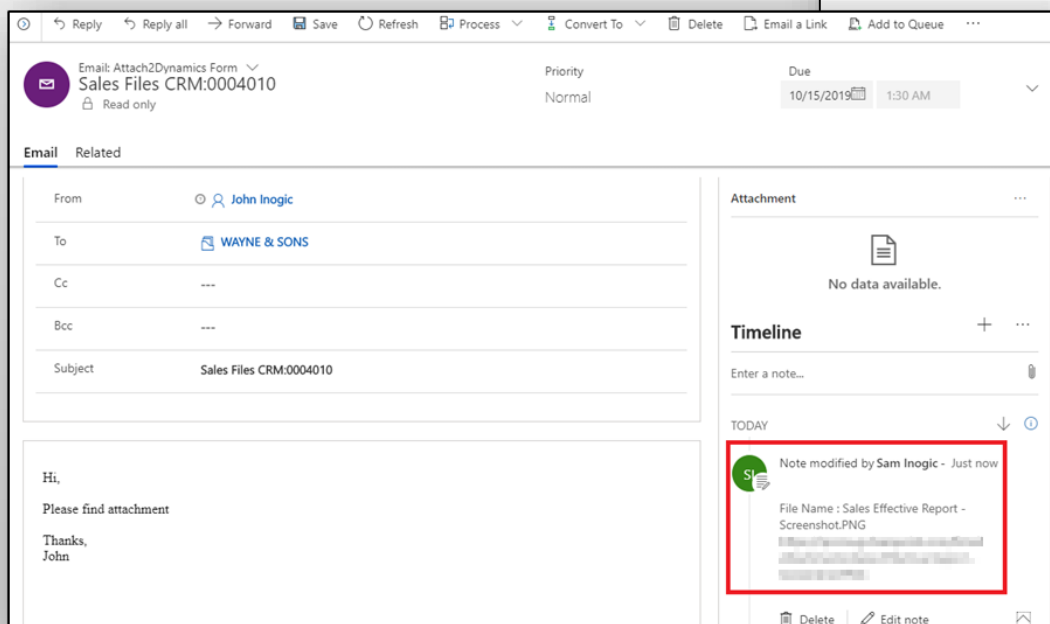 Reply Reply all Forward Save Refresh Process Convert To Delete Email a Link Add to Queue ...
Email: Attach2Dynamics Form
Sales Files CRM:0004010
Read only
Priority
Normal
Due
10/15/2019 1:30 AM
Email Related
From John Inogic
To WAYNE & SONS
Cc ---
Bcc ---
Subject Sales Files CRM:0004010
Hi,
Please find attachment
Thanks,
John
Attachment ...
No data available.
Timeline + ...
Enter a note...
TODAY
SI
Note modified by Sam Inogic - Just now
File Name : Sales Effective Report -
Screenshot.PNG
Delete Edit note